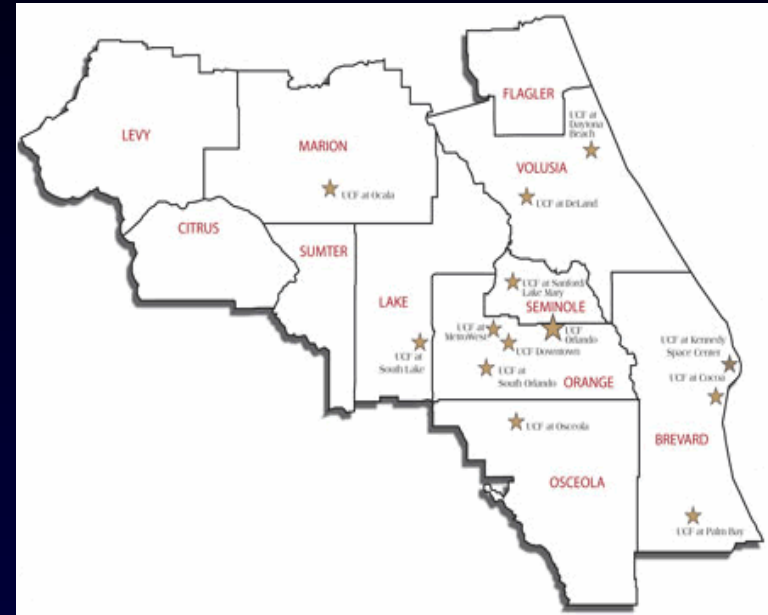 FLAGLER
UCF at
Daytona
Beach
LEVY
MARION
VOLUSIA
UCF at Ocala
UCF at DeLand
CITRUS
SUMTER
UCF at Sanford/
Lake Mary
LAKE
SEMINOLE
UCF at
MetroWest
UCF
Orlando
UCF Downtown
UCF at
South Lake
UCF at
South Orlando
ORANGE
UCF at Kennedy
Space Center
UCF at Cocoa
UCF at Osceola
BREVARD
OSCEOLA
UCF at Palm Bay